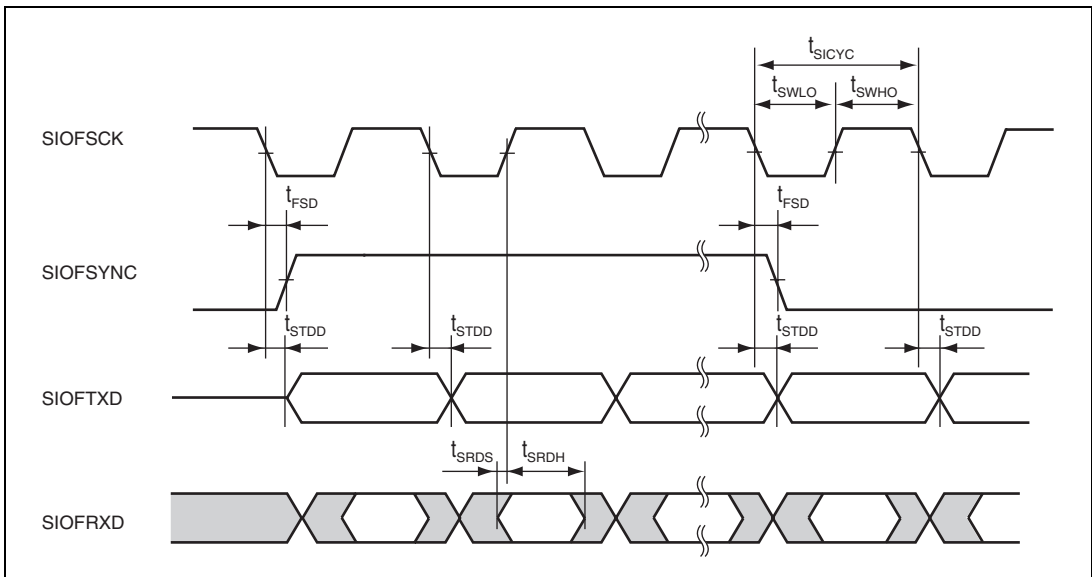 tSICYC
tSWLO tSWHO
SIOFSCK
tFSD tFSD
SIOFSYNC
tSTDD tSTDD tSTDD tSTDD
SIOFTXD
tSRDS tSRDH
SIOFRXD